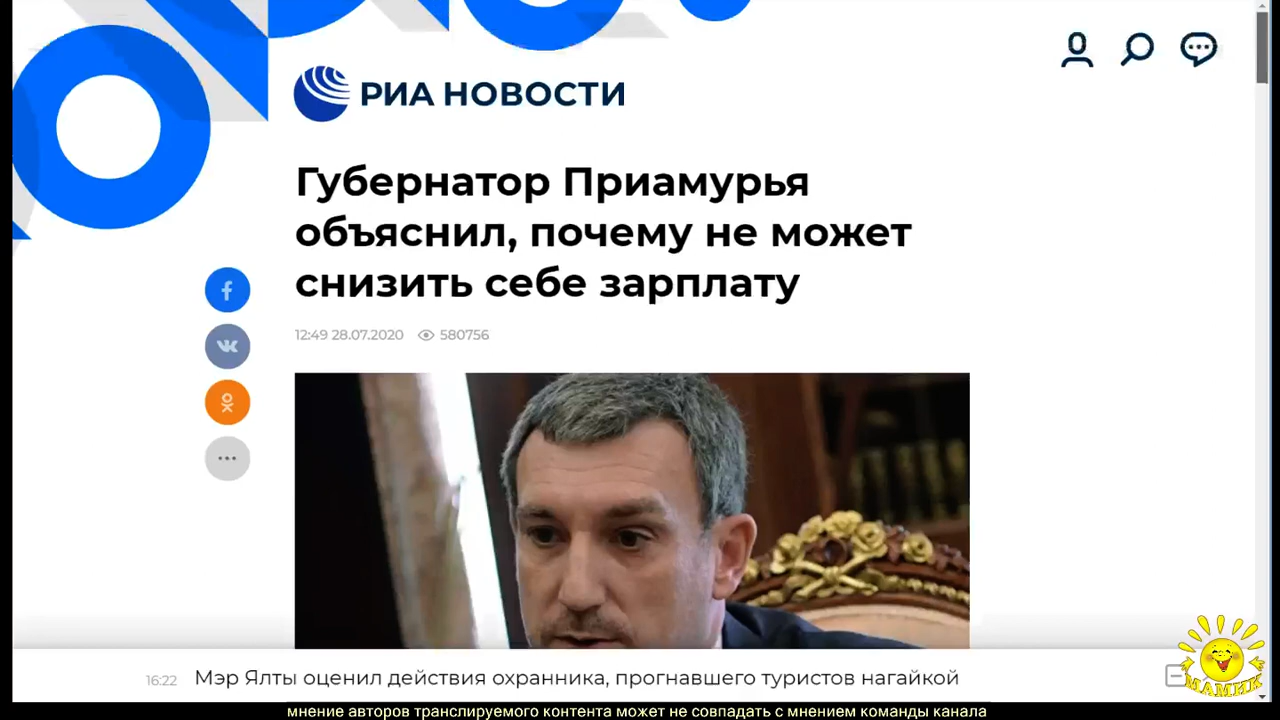 РИА НОВОСТИ
Губернатор Приамурья
объяснил, почему не может
снизить себе зарплату
12:49 28.07.2020 580756
16:22 Мэр Ялты оценил действия охранника, прогнавшего туристов нагайкой
МАМИК
мнение авторов транслируемого контента может не совпадать с мнением команды канала